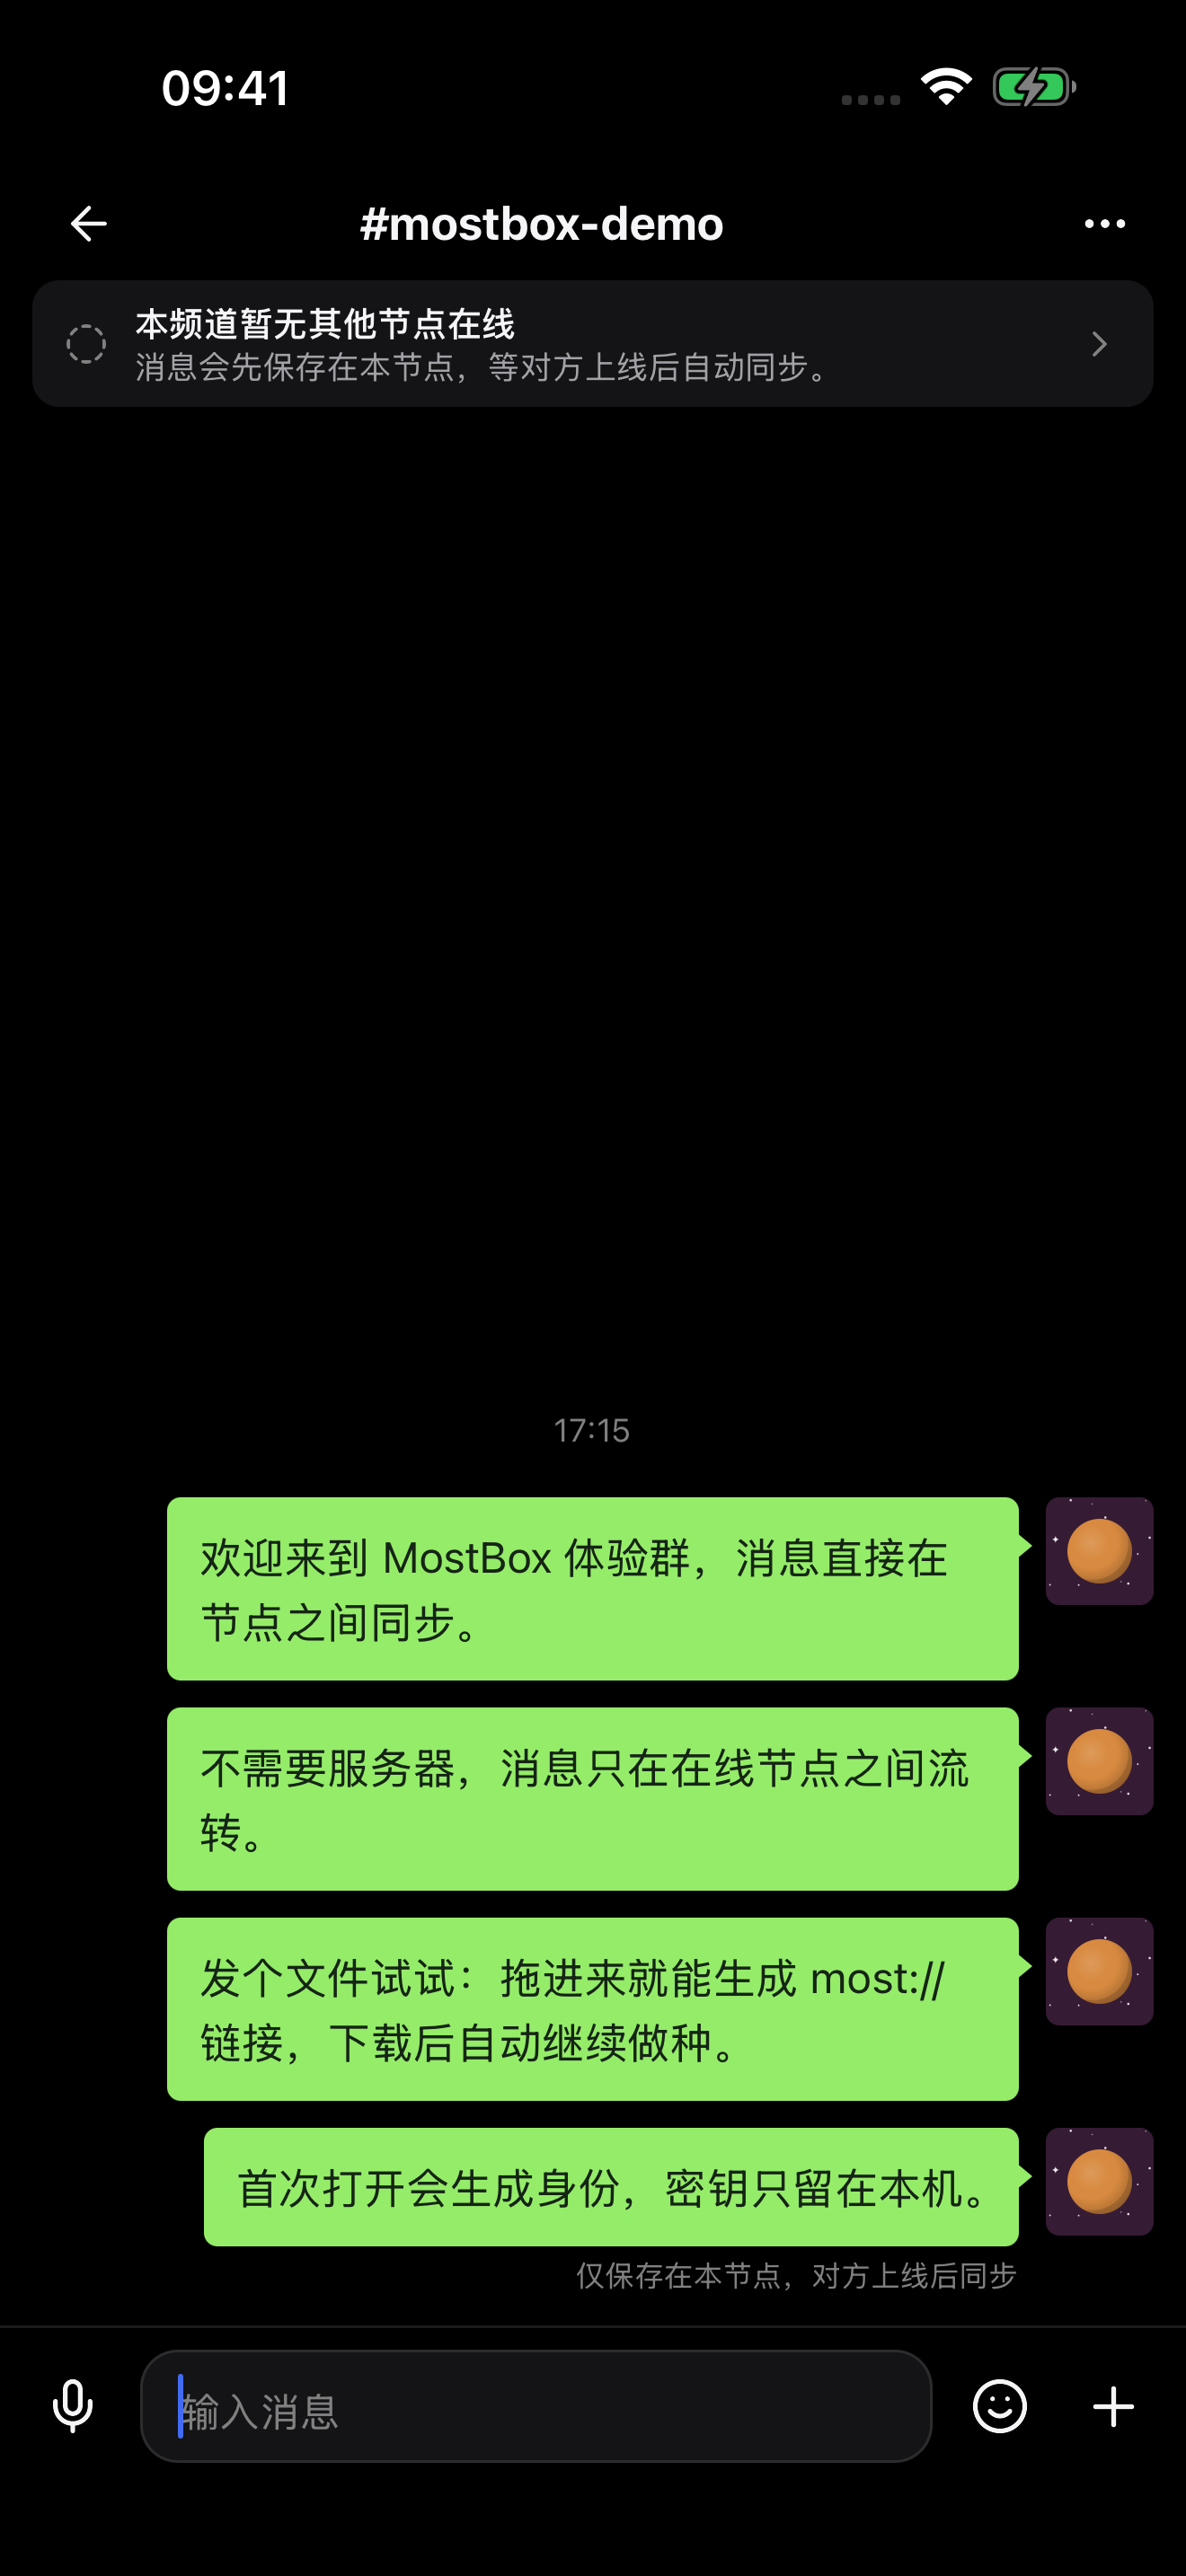 09:41
#mostbox-demo
本频道暂无其他节点在线
消息会先保存在本节点，等对方上线后自动同步。
17:15
欢迎来到 MostBox 体验群，消息直接在
节点之间同步。
不需要服务器，消息只在在线节点之间流
转。
发个文件试试：拖进来就能生成 most://
链接，下载后自动继续做种。
首次打开会生成身份，密钥只留在本机。
仅保存在本节点，对方上线后同步
输入消息